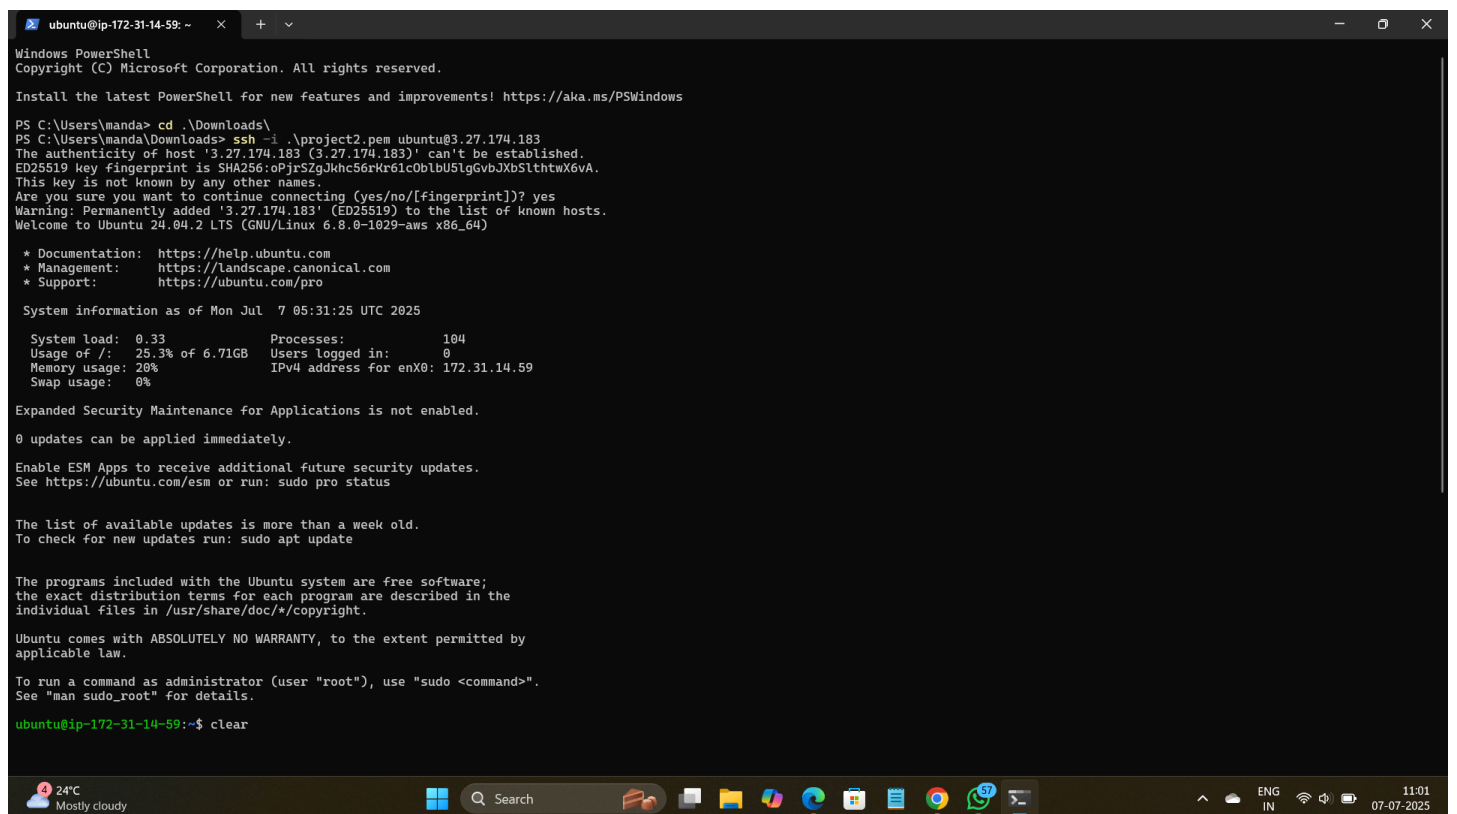 ubuntu@ip-172-31-14-59: ~
Windows PowerShell
Copyright (C) Microsoft Corporation. All rights reserved.
Install the latest PowerShell for new features and improvements! https://aka.ms/PSWindows
PS C:\Users\manda> cd .\Downloads\
PS C:\Users\manda\Downloads> ssh -i .\project2.pem ubuntu@3.27.174.183
The authenticity of host '3.27.174.183 (3.27.174.183)' can't be established.
ED25519 key fingerprint is SHA256:oPjrSZgJkhc56rKr61cOblbU5lgGvbJXbSlthtwX6vA.
This key is not known by any other names.
Are you sure you want to continue connecting (yes/no/[fingerprint])? yes
Warning: Permanently added '3.27.174.183' (ED25519) to the list of known hosts.
Welcome to Ubuntu 24.04.2 LTS (GNU/Linux 6.8.0-1029-aws x86_64)
* Documentation:  https://help.ubuntu.com
* Management:     https://landscape.canonical.com
* Support:        https://ubuntu.com/pro
System information as of Mon Jul  7 05:31:25 UTC 2025
System load:  0.33              Processes:             104
Usage of /:   25.3% of 6.71GB   Users logged in:       0
Memory usage: 20%               IPv4 address for enX0: 172.31.14.59
Swap usage:   0%
Expanded Security Maintenance for Applications is not enabled.
0 updates can be applied immediately.
Enable ESM Apps to receive additional future security updates.
See https://ubuntu.com/esm or run: sudo pro status
The list of available updates is more than a week old.
To check for new updates run: sudo apt update
The programs included with the Ubuntu system are free software;
the exact distribution terms for each program are described in the
individual files in /usr/share/doc/*/copyright.
Ubuntu comes with ABSOLUTELY NO WARRANTY, to the extent permitted by
applicable law.
To run a command as administrator (user "root"), use "sudo <command>".
See "man sudo_root" for details.
ubuntu@ip-172-31-14-59:~$ clear
4
24°C
Mostly cloudy
Search
57
ENG
IN
11:01
07-07-2025